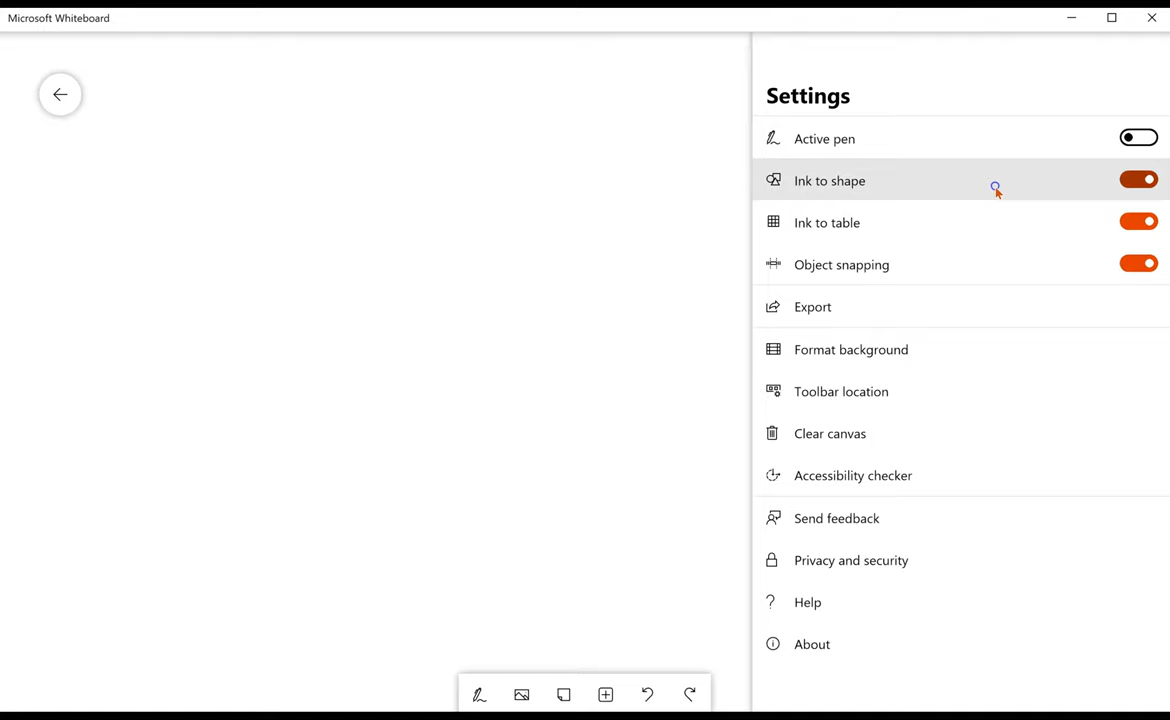 Microsoft Whiteboard
Settings
Active pen
Ink to shape
Ink to table
Object snapping
Export
Format background
Toolbar location
Clear canvas
Accessibility checker
Send feedback
Privacy and security
Help
About